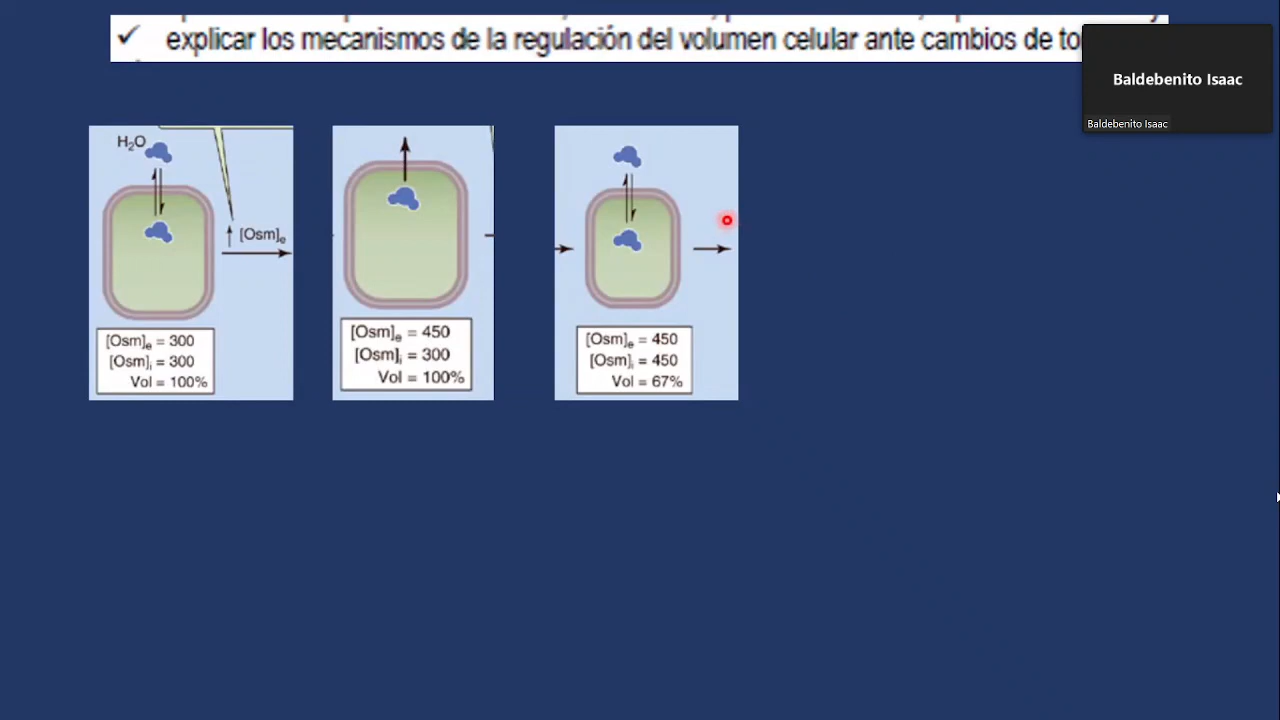 explicar los mecanismos de la regulación del volumen celular ante cambios de to
Baldebenito Isaac
Baldebenito Isaac
H₂O
↑ [Osm]ₑ
[Osm]ₑ = 300
[Osm]ᵢ = 300
Vol = 100%
[Osm]ₑ = 450
[Osm]ᵢ = 300
Vol = 100%
[Osm]ₑ = 450
[Osm]ᵢ = 450
Vol = 67%